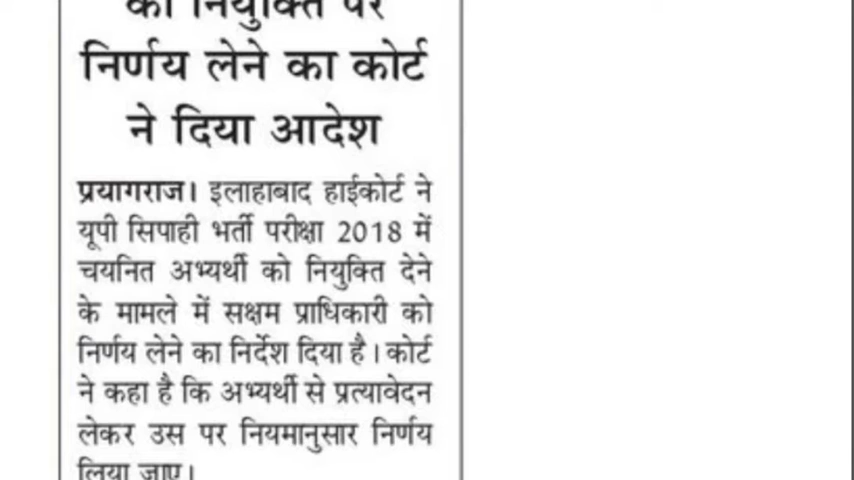 की नियुक्ति पर
निर्णय लेने का कोर्ट
ने दिया आदेश
प्रयागराज। इलाहाबाद हाईकोर्ट ने
यूपी सिपाही भर्ती परीक्षा 2018 में
चयनित अभ्यर्थी को नियुक्ति देने
के मामले में सक्षम प्राधिकारी को
निर्णय लेने का निर्देश दिया है। कोर्ट
ने कहा है कि अभ्यर्थी से प्रत्यावेदन
लेकर उस पर नियमानुसार निर्णय
लिया जाए।